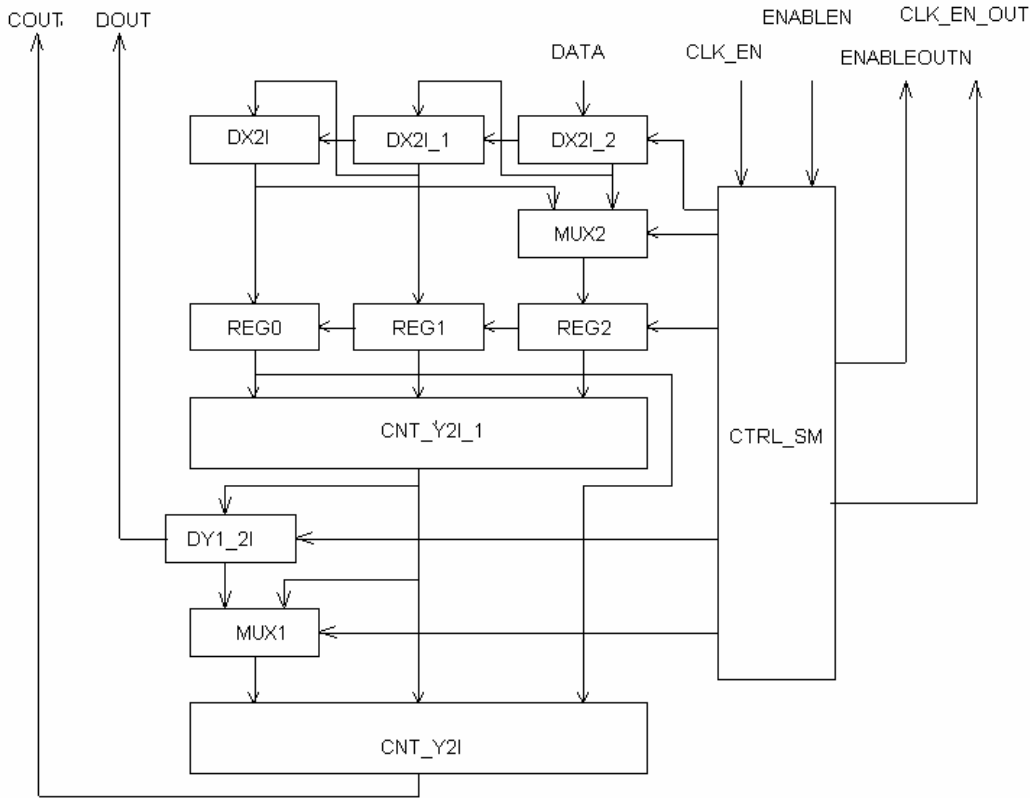 COUT. DOUT ENABLEN CLK_EN_OUT
DATA CLK_EN ENABLEOUTN
DX2I DX2I_1 DX2I_2
MUX2
REG0 REG1 REG2
CNT_Y2I_1
CTRL_SM
DY1_2I
MUX1
CNT_Y2I